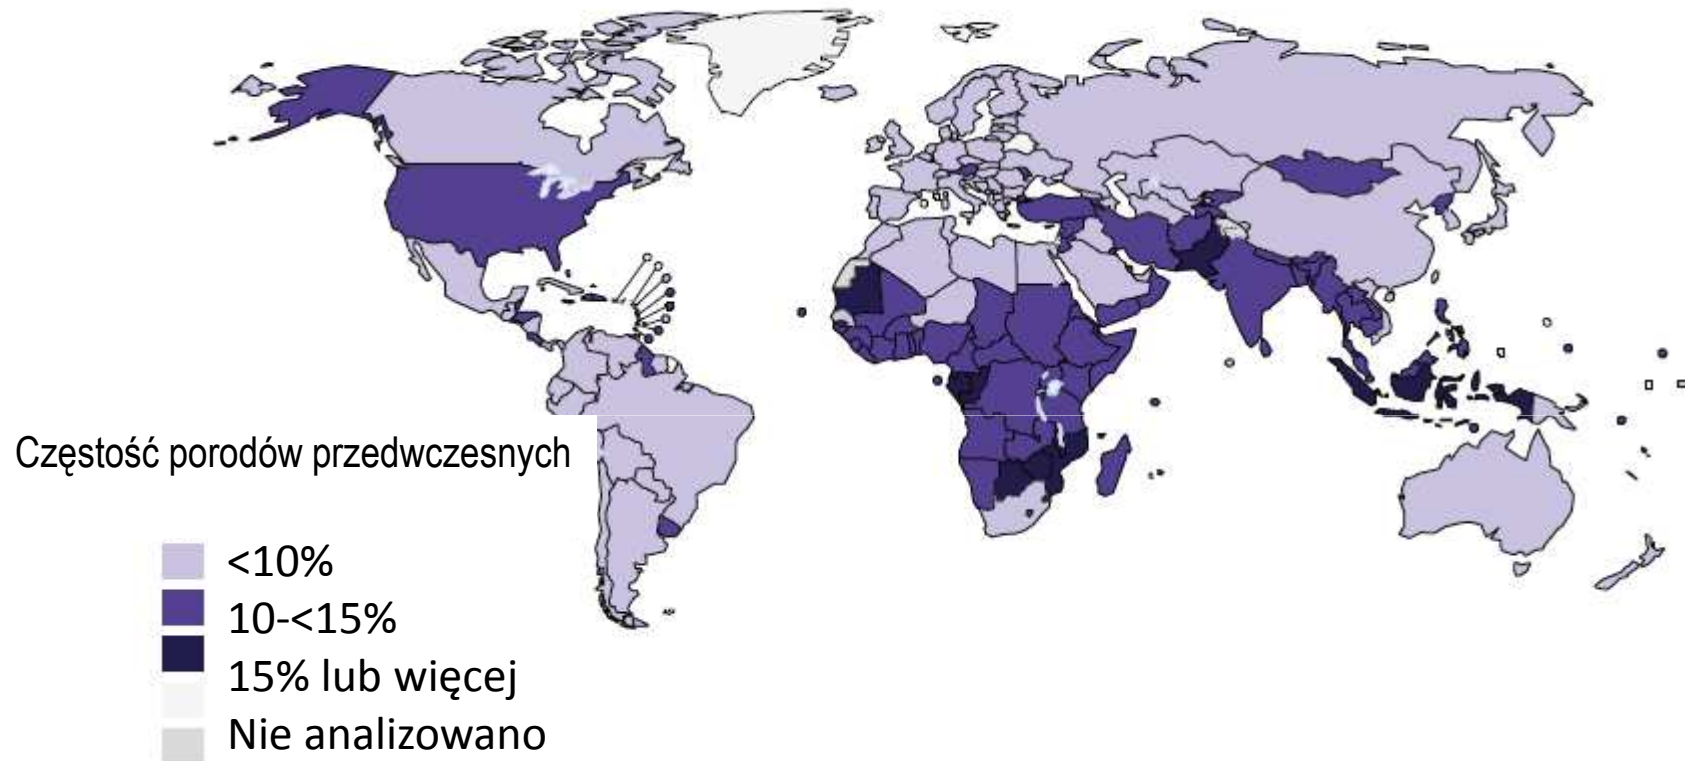 Częstość porodów przedwczesnych
<10%
10-<15%
15% lub więcej
Nie analizowano